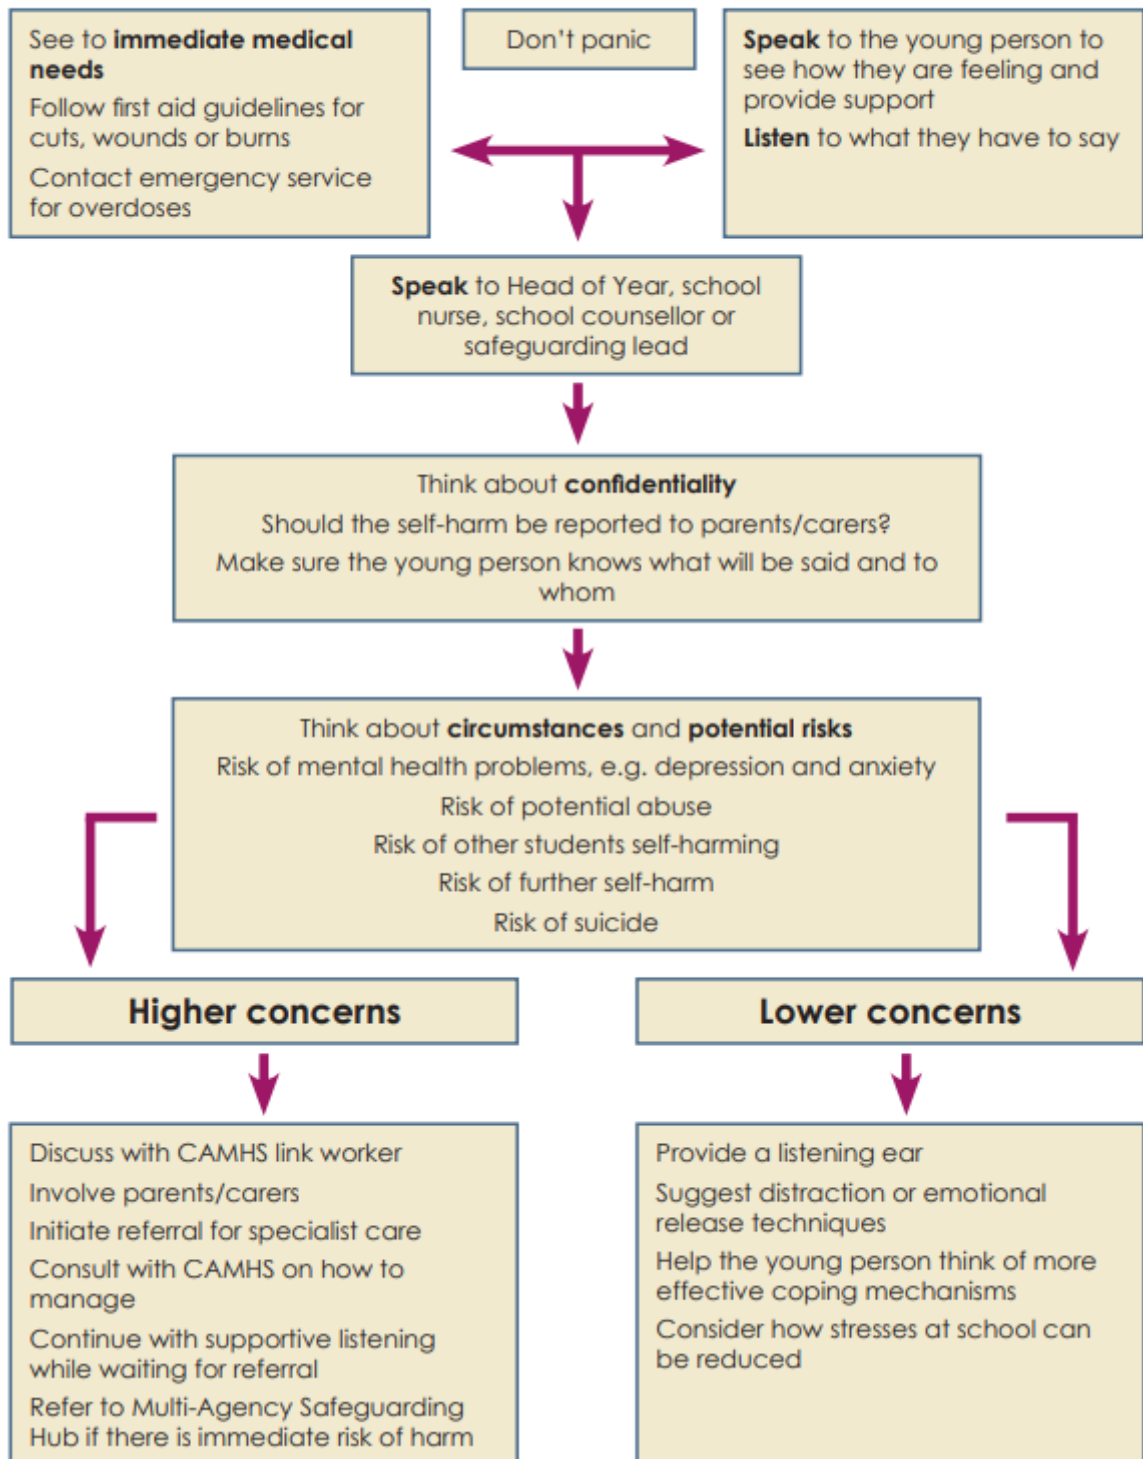 See to immediate medical
needs
Follow first aid guidelines for
cuts, wounds or burns
Contact emergency service
for overdoses
Don't panic
Speak to the young person to
see how they are feeling and
provide support
Listen to what they have to say
Speak to Head of Year, school
nurse, school counsellor or
safeguarding lead
Think about confidentiality
Should the self-harm be reported to parents/carers?
Make sure the young person knows what will be said and to
whom
Think about circumstances and potential risks
Risk of mental health problems, e.g. depression and anxiety
Risk of potential abuse
Risk of other students self-harming
Risk of further self-harm
Risk of suicide
Higher concerns
Discuss with CAMHS link worker
Involve parents/carers
Initiate referral for specialist care
Consult with CAMHS on how to
manage
Continue with supportive listening
while waiting for referral
Refer to Multi-Agency Safeguarding
Hub if there is immediate risk of harm
Lower concerns
Provide a listening ear
Suggest distraction or emotional
release techniques
Help the young person think of more
effective coping mechanisms
Consider how stresses at school can
be reduced